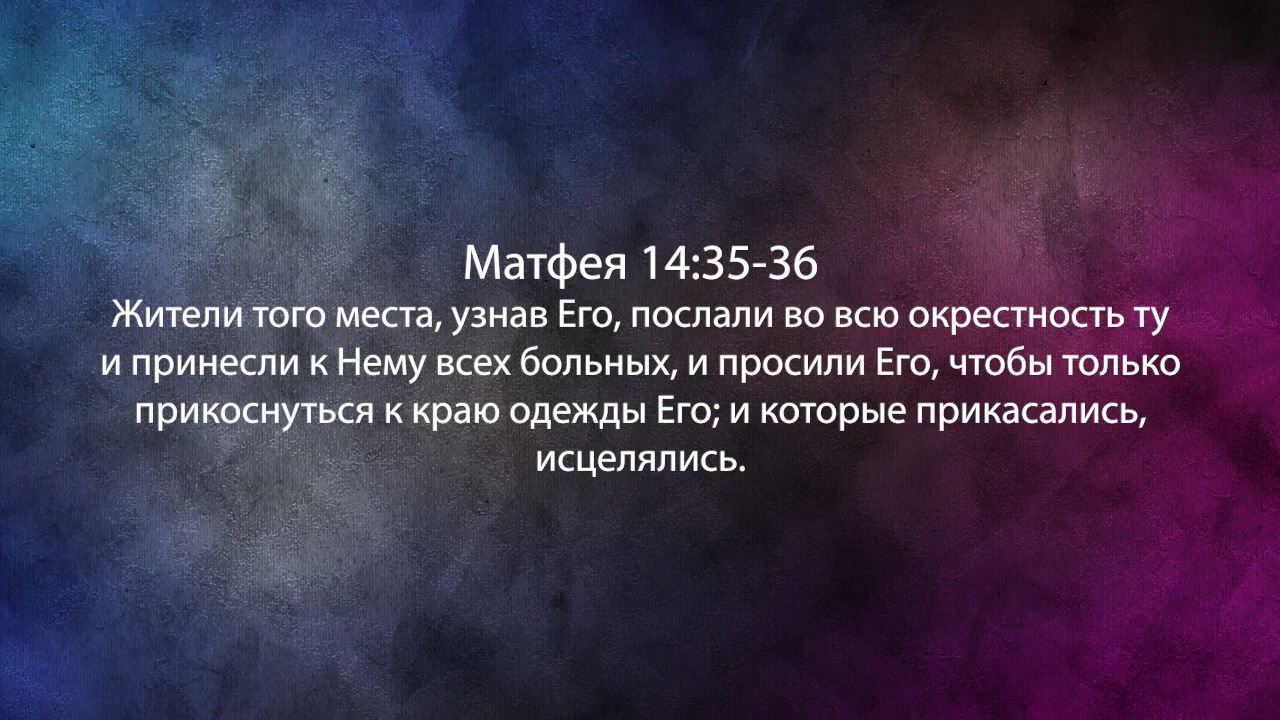 Матфея 14:35-36
Жители того места, узнав Его, послали во всю окрестность ту
и принесли к Нему всех больных, и просили Его, чтобы только
прикоснуться к краю одежды Его; и которые прикасались,
исцелялись.